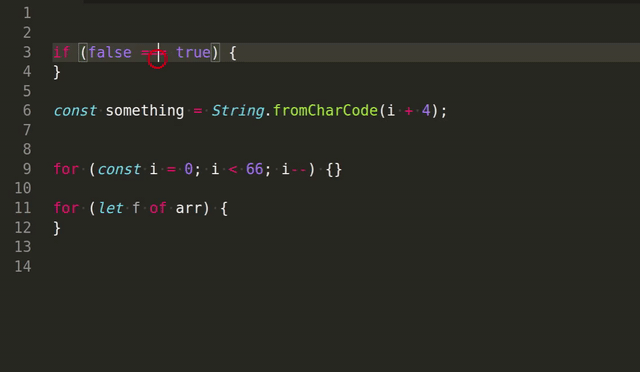 1
2
3 if (false === true) {
4 }
5
6 const something = String.fromCharCode(i + 4);
7
8
9 for (const i = 0; i < 66; i--) {}
10
11 for (let f of arr) {
12 }
13
14